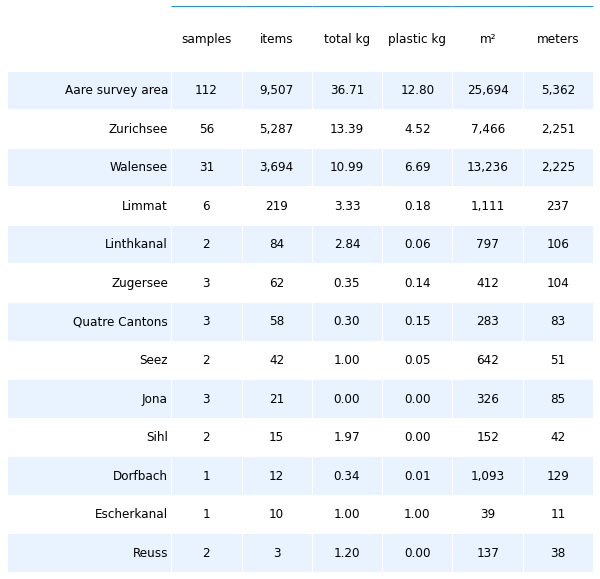 samples items total kg plastic kg m² meters
Aare survey area 112 9,507 36.71 12.80 25,694 5,362
Zurichsee 56 5,287 13.39 4.52 7,466 2,251
Walensee 31 3,694 10.99 6.69 13,236 2,225
Limmat 6 219 3.33 0.18 1,111 237
Linthkanal 2 84 2.84 0.06 797 106
Zugersee 3 62 0.35 0.14 412 104
Quatre Cantons 3 58 0.30 0.15 283 83
Seez 2 42 1.00 0.05 642 51
Jona 3 21 0.00 0.00 326 85
Sihl 2 15 1.97 0.00 152 42
Dorfbach 1 12 0.34 0.01 1,093 129
Escherkanal 1 10 1.00 1.00 39 11
Reuss 2 3 1.20 0.00 137 38